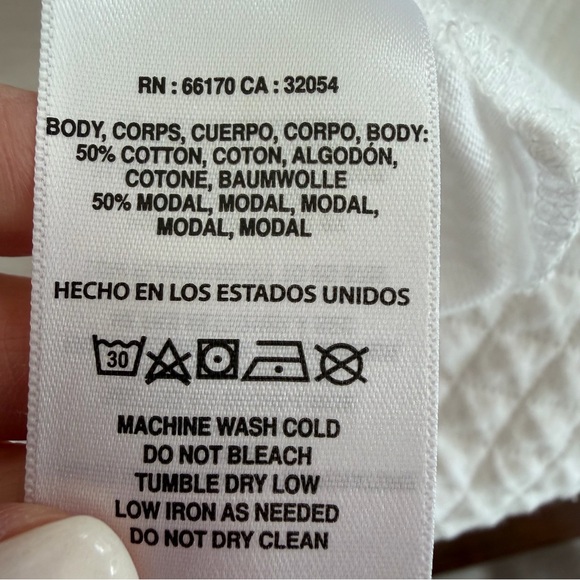 RN : 66170 CA : 32054
BODY, CORPS, CUERPO, CORPO, BODY:
50% COTTON, COTON, ALGODÓN,
COTONE, BAUMWOLLE
50% MODAL, MODAL, MODAL,
MODAL, MODAL
HECHO EN LOS ESTADOS UNIDOS
30
MACHINE WASH COLD
DO NOT BLEACH
TUMBLE DRY LOW
LOW IRON AS NEEDED
DO NOT DRY CLEAN